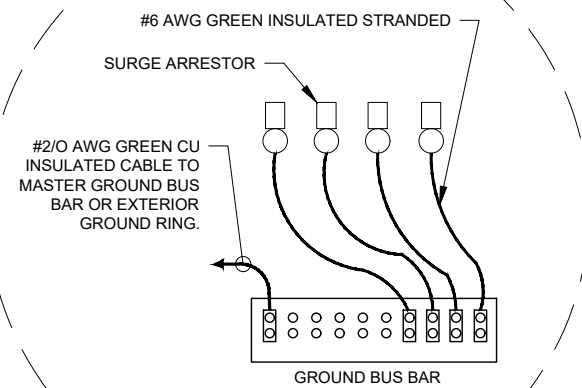 #6 AWG GREEN INSULATED STRANDED
SURGE ARRESTOR
#2/O AWG GREEN CU
INSULATED CABLE TO
MASTER GROUND BUS
BAR OR EXTERIOR
GROUND RING.
GROUND BUS BAR